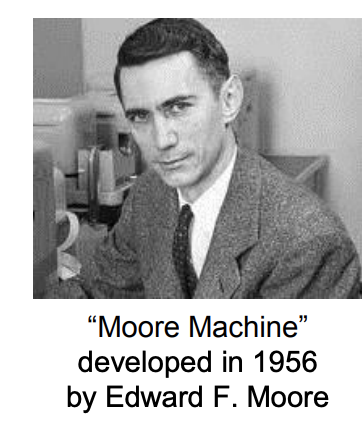 “Moore Machine”
developed in 1956
by Edward F. Moore